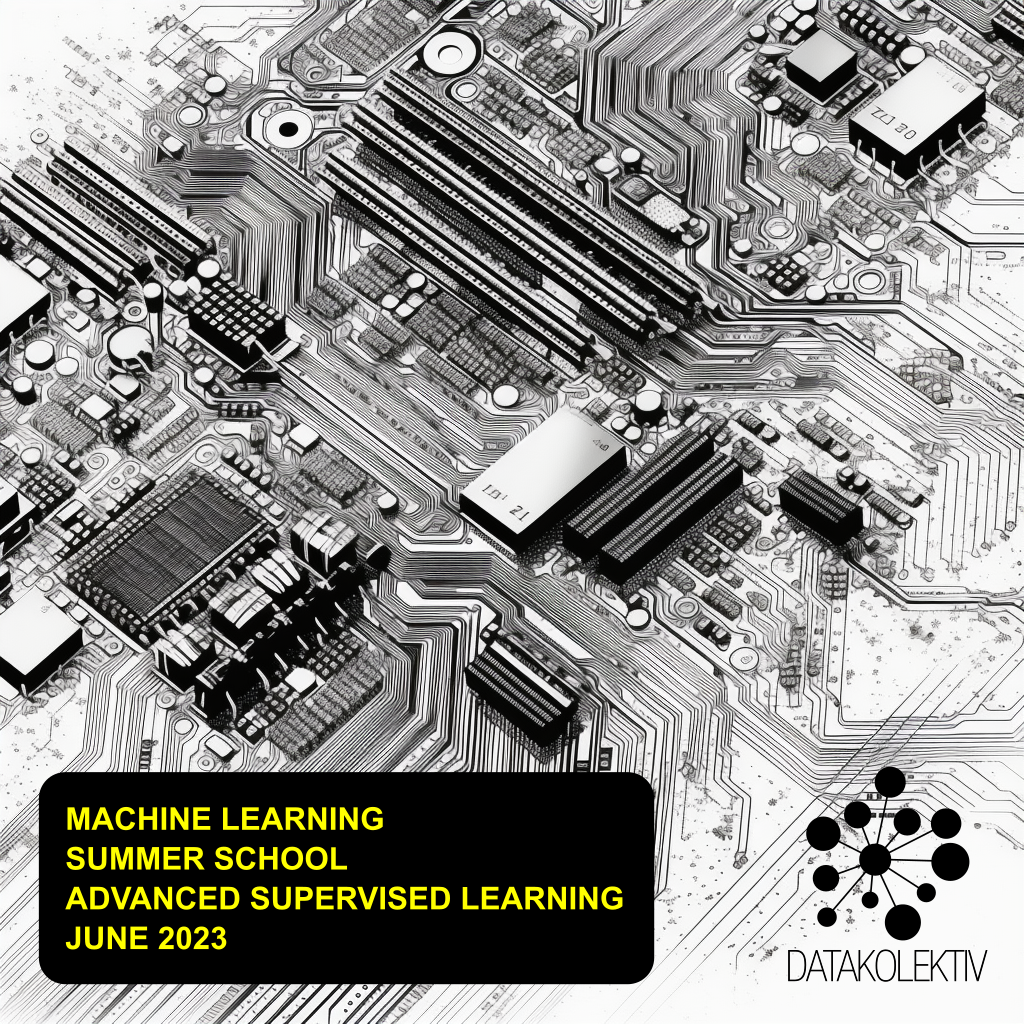 MACHINE LEARNING
SUMMER SCHOOL
ADVANCED SUPERVISED LEARNING
JUNE 2023
DATAKOLEKTIV